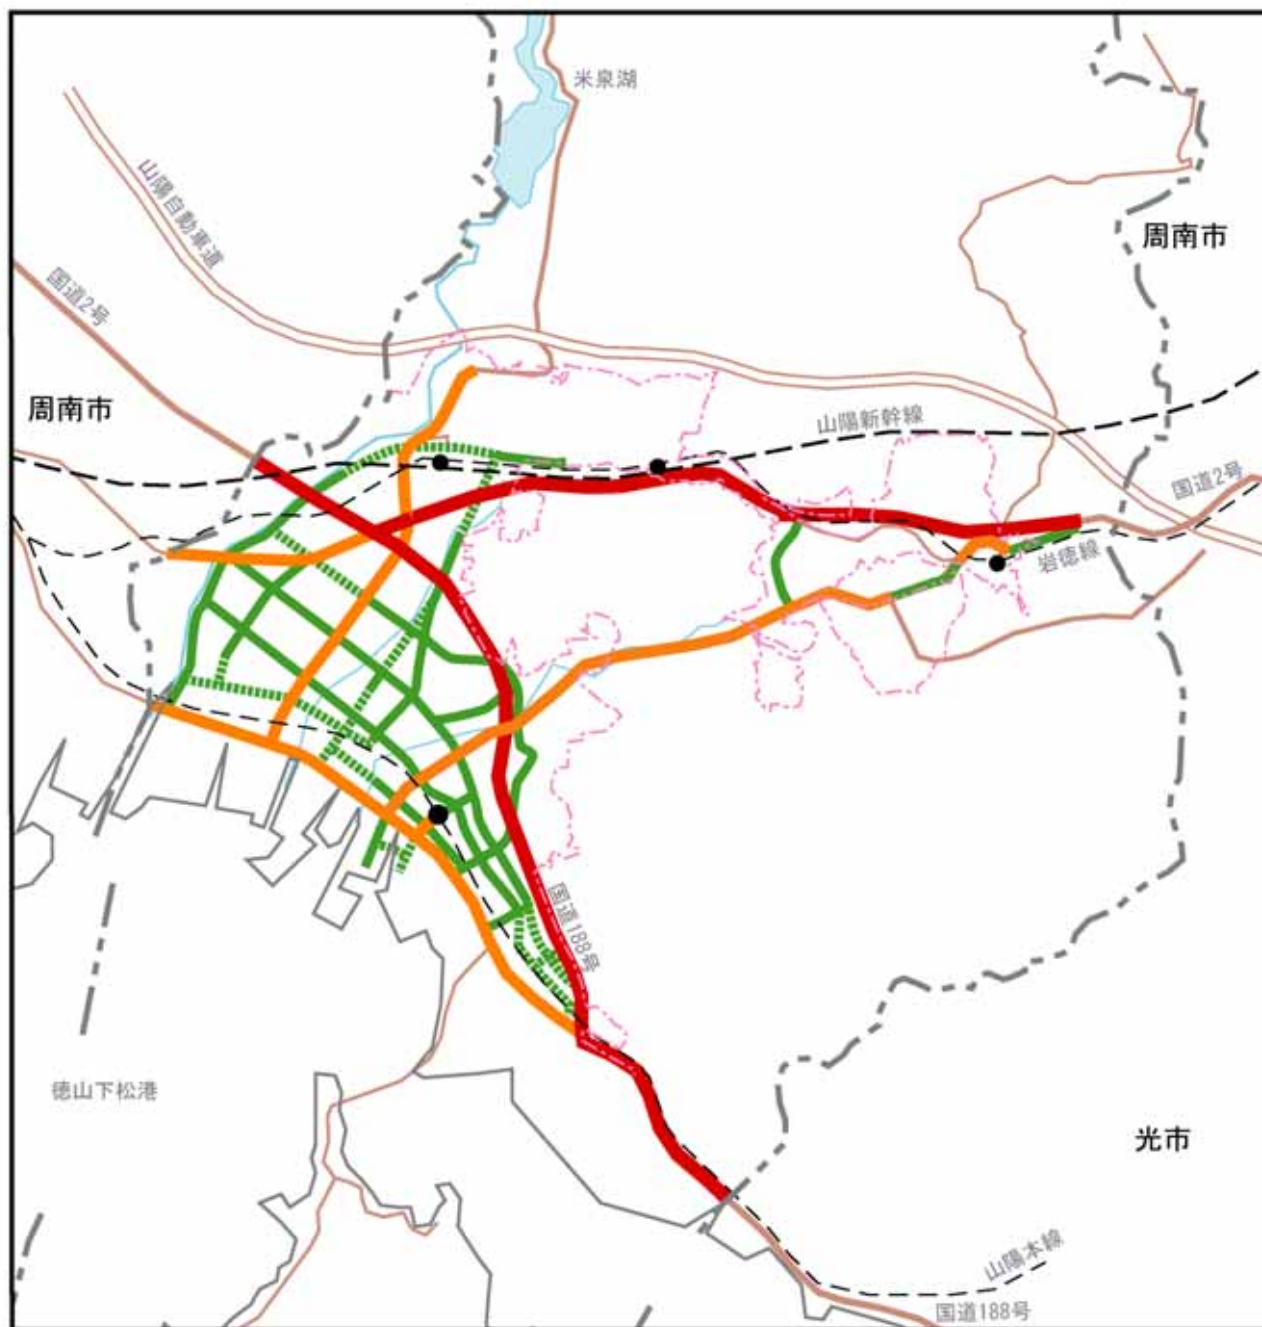 米泉湖
山陽自動車道
周南市
国道2号
周南市
山陽新幹線
国道2号
岩徳線
国道188号
徳山下松港
光市
山陽本線
国道188号